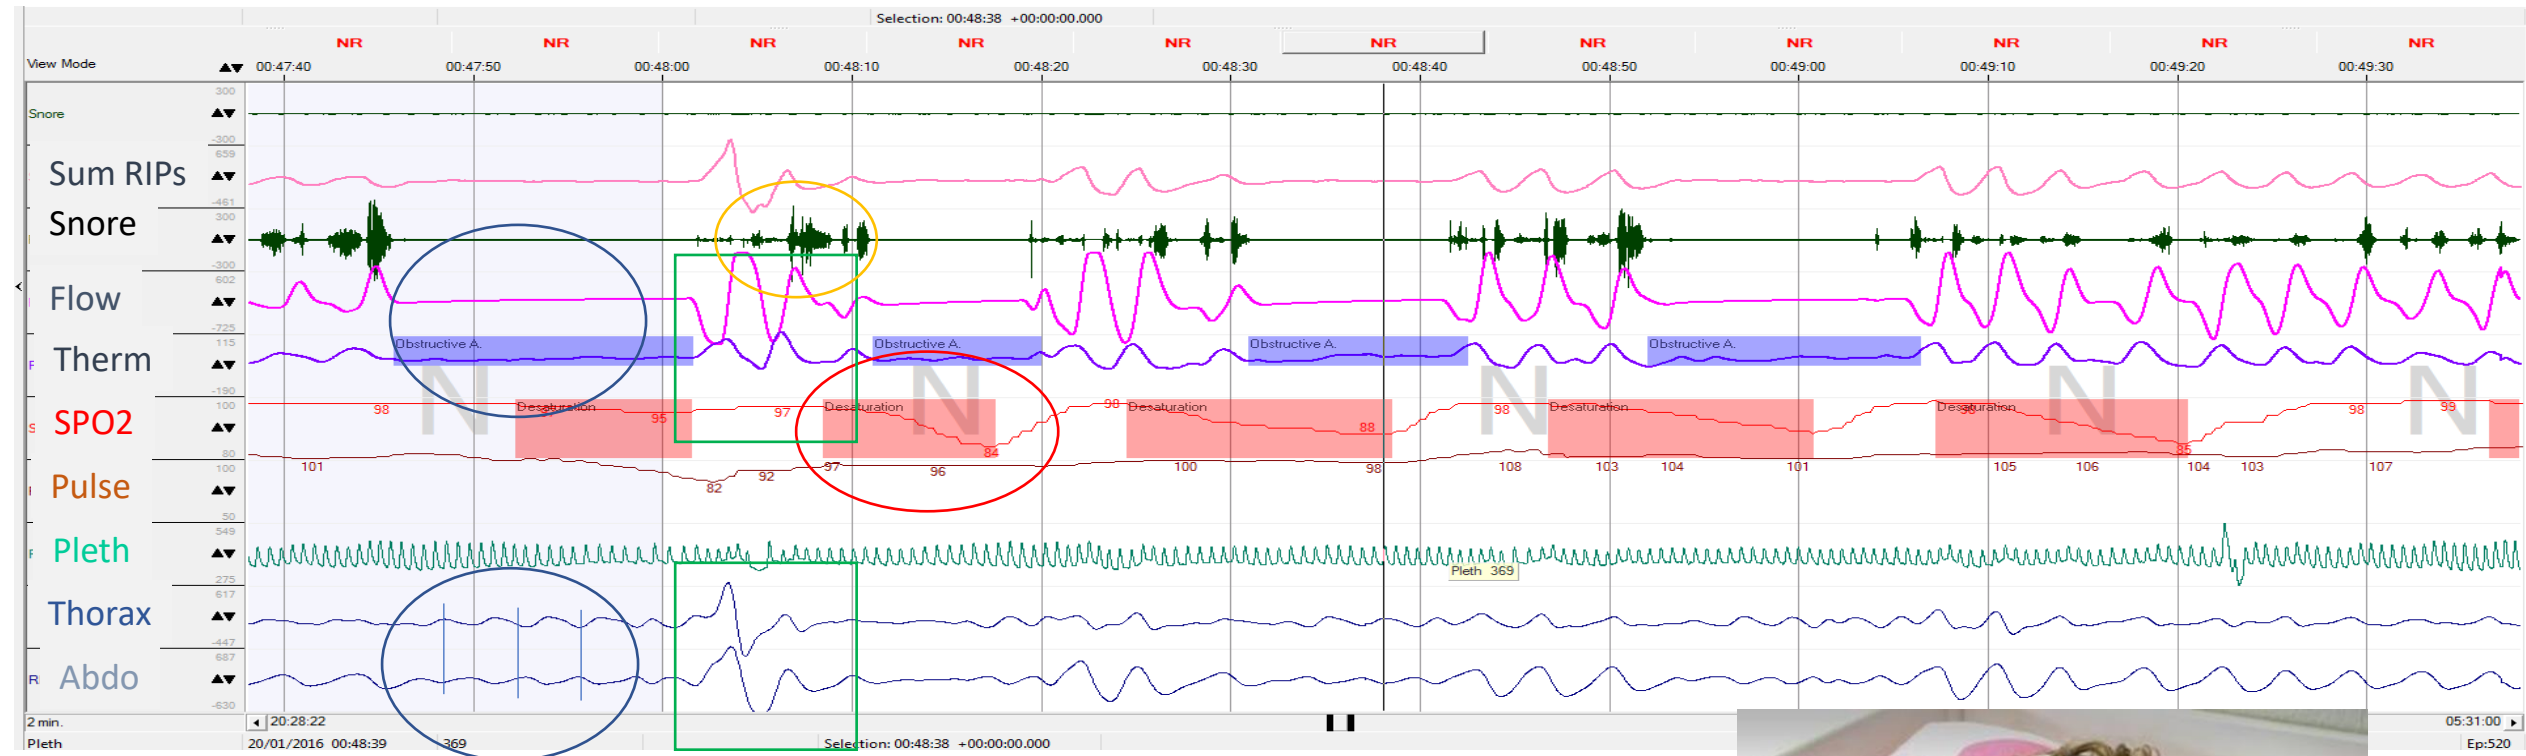 Selection: 00:48:38 +00:00:00.000
NR NR NR NR NR NR NR NR NR NR NR
View Mode 00:47:40 00:47:50 00:48:00 00:48:10 00:48:20 00:48:30 00:48:40 00:48:50 00:49:00 00:49:10 00:49:20 00:49:30
300
Snore
-300
659
Sum RIPs
-461
300
Snore
-300
602
Flow
-725
115
Obstructive A. Obstructive A. Obstructive A. Obstructive A.
Therm
-190
N N N N N
100
98 Desaturation 95 97 Desaturation 84 98 Desaturation 88 98 Desaturation Desaturation 85 98 99
SPO2
80
100
101 82 92 97 96 100 98 108 103 104 101 105 106 104 103 107
Pulse
50
549
Pleth
Pleth 369
275
617
Thorax
-447
687
R Abdo
-630
2 min. 20:28:22 05:31:00
Pleth 20/01/2016 00:48:39 369 Selection: 00:48:38 +00:00:00.000 Ep:520